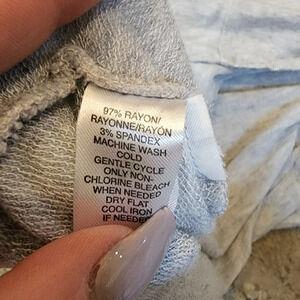 97% RAYON/
RAYONNE/RAYÓN
3% SPANDEX
MACHINE WASH
COLD
GENTLE CYCLE
ONLY NON-
CHLORINE BLEACH
WHEN NEEDED
DRY FLAT
COOL IRON
IF NEEDED